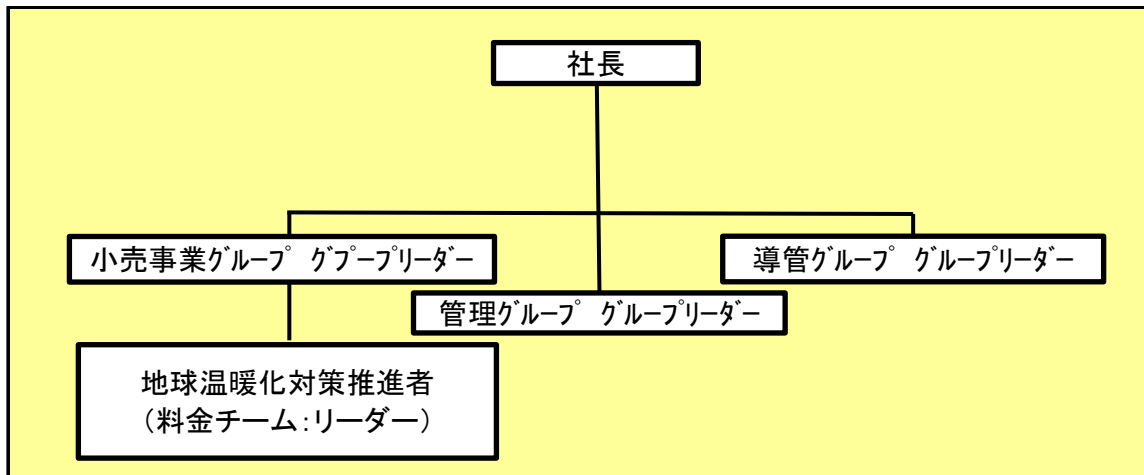 社長
小売事業ｸﾞﾙｰﾌﾟ　ｸﾞﾌﾟｰﾌﾟﾘｰﾀﾞｰ
導管ｸﾞﾙｰﾌﾟ　ｸﾞﾙｰﾌﾟﾘｰﾀﾞｰ
管理ｸﾞﾙｰﾌﾟ　ｸﾞﾙｰﾌﾟﾘｰﾀﾞｰ
地球温暖化対策推進者
（料金チーム：リーダー）